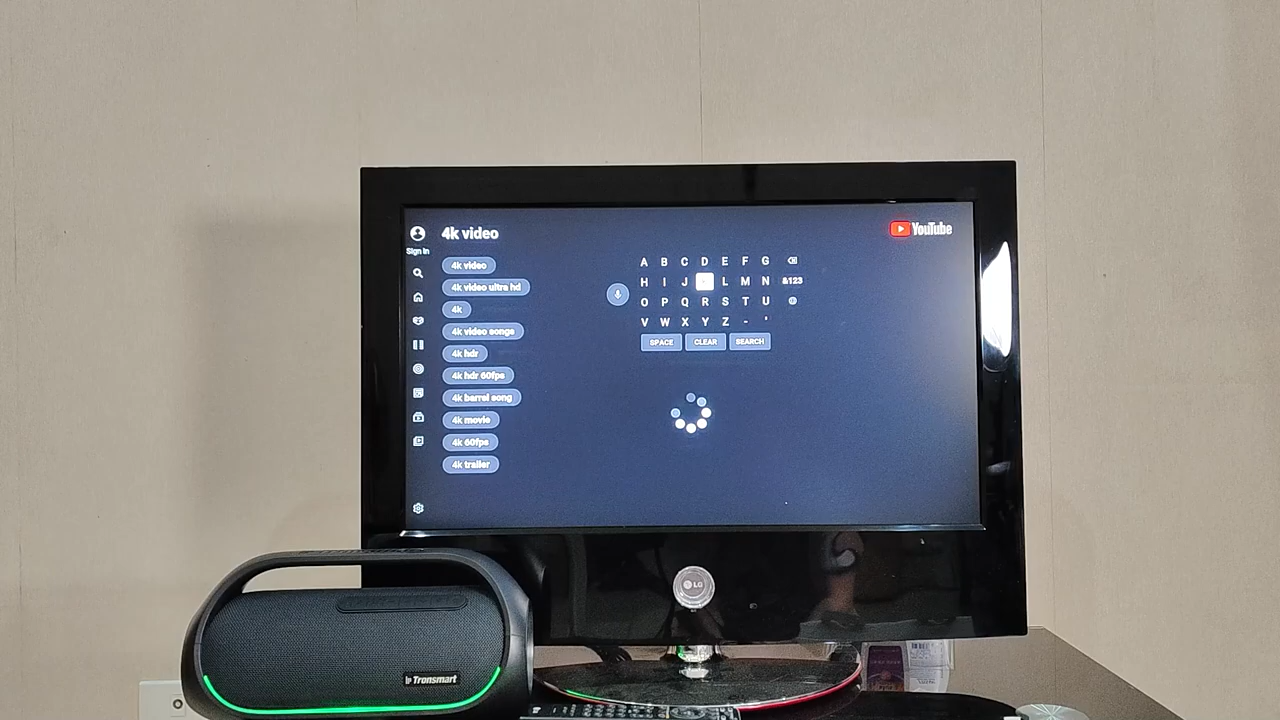 4k video
YouTube
Sign in
4k video
4k video ultra hd
4k
4k video songs
4k hdr
4k hdr 60fps
4k barrel song
4k movie
4k 60fps
4k trailer
A B C D E F G
H I J L M N &123
O P Q R S T U
V W X Y Z - '
SPACE CLEAR SEARCH
LG
Tronsmart